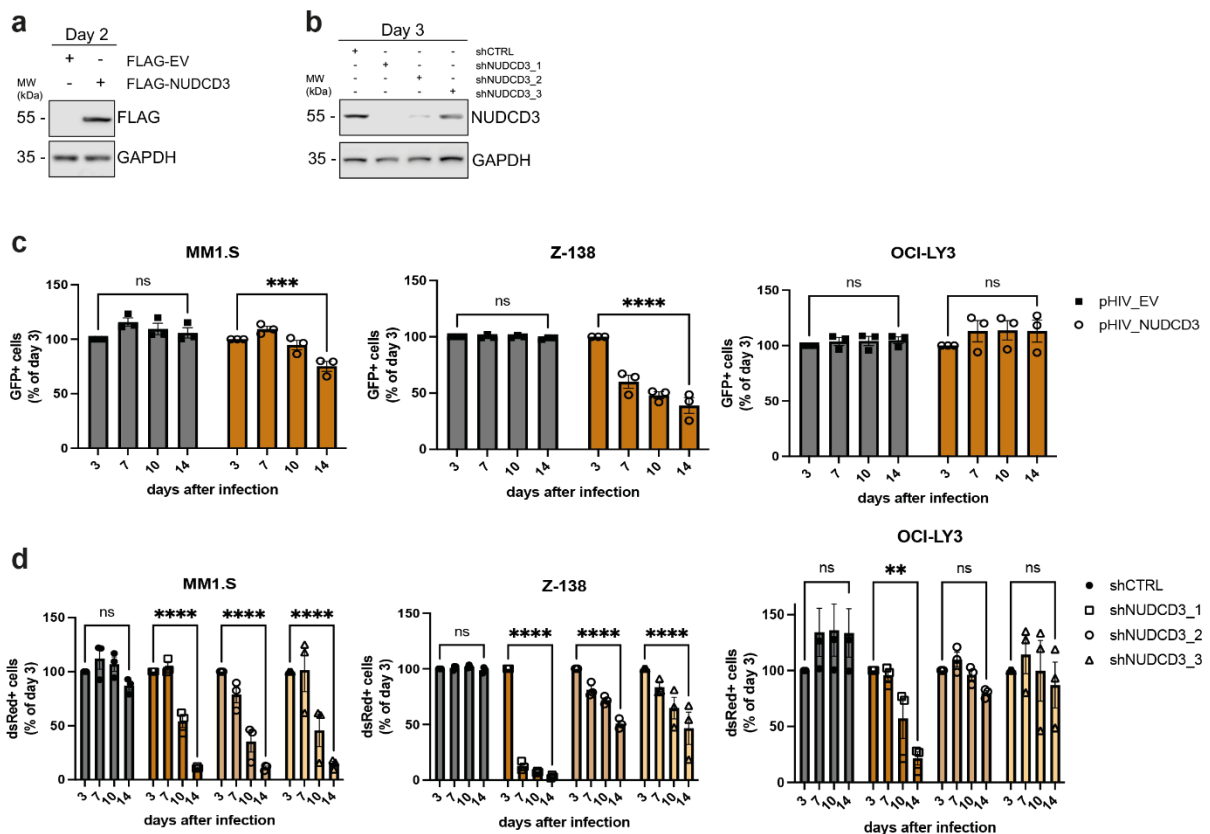 a
Day 2
+ - FLAG-EV
- + FLAG-NUDCD3
MW
(kDa)
55 - FLAG
35 - GAPDH
b
Day 3
+ - - - shCTRL
- + - - shNUDCD3_1
- - + - shNUDCD3_2
- - - + shNUDCD3_3
MW
(kDa)
55 - NUDCD3
35 - GAPDH
c
MM1.S
GFP+ cells
(% of day 3)
150
100
50
0
ns
***
3 7 10 14 3 7 10 14
days after infection
Z-138
GFP+ cells
(% of day 3)
150
100
50
0
ns
****
3 7 10 14 3 7 10 14
days after infection
OCI-LY3
GFP+ cells
(% of day 3)
150
100
50
0
ns
ns
3 7 10 14 3 7 10 14
days after infection
pHIV_EV
pHIV_NUDCD3
d
MM1.S
dsRed+ cells
(% of day 3)
150
100
50
0
ns
****
****
****
3 7 10 14 3 7 10 14 3 7 10 14 3 7 10 14
days after infection
Z-138
dsRed+ cells
(% of day 3)
150
100
50
0
ns
****
****
****
3 7 10 14 3 7 10 14 3 7 10 14 3 7 10 14
days after infection
OCI-LY3
dsRed+ cells
(% of day 3)
150
100
50
0
ns
**
ns
ns
3 7 10 14 3 7 10 14 3 7 10 14 3 7 10 14
days after infection
shCTRL
shNUDCD3_1
shNUDCD3_2
shNUDCD3_3